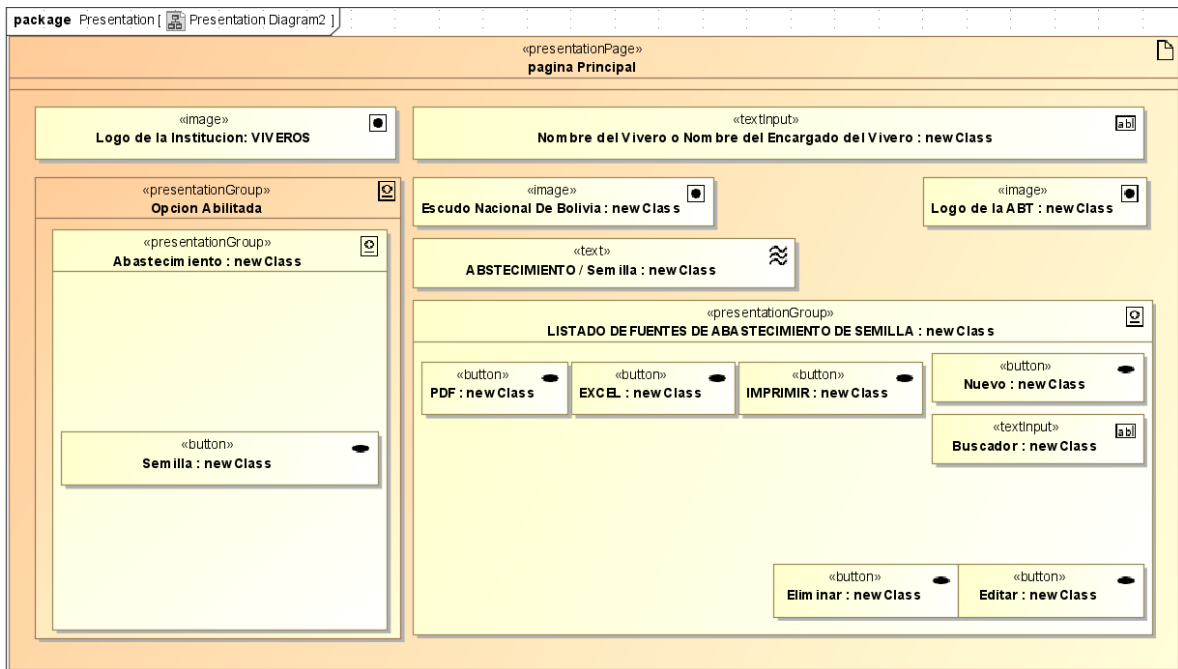 package Presentation [ Presentation Diagram2 ]
«presentationPage»
pagina Principal
«image»
Logo de la Institucion: VIVEROS
«textInput»
Nombre del Vivero o Nombre del Encargado del Vivero : newClass
«presentationGroup»
Opcion Abilitada
«presentationGroup»
Abastecimiento : newClass
«button»
Semilla : newClass
«image»
Escudo Nacional De Bolivia : newClass
«image»
Logo de la ABT : newClass
«text»
ABSTECIMIENTO / Semilla : newClass
«presentationGroup»
LISTADO DE FUENTES DE ABASTECIMIENTO DE SEMILLA : newClass
«button»
PDF : newClass
«button»
EXCEL : newClass
«button»
IMPRIMIR : newClass
«button»
Nuevo : newClass
«textInput»
Buscador : newClass
«button»
Eliminar : newClass
«button»
Editar : newClass